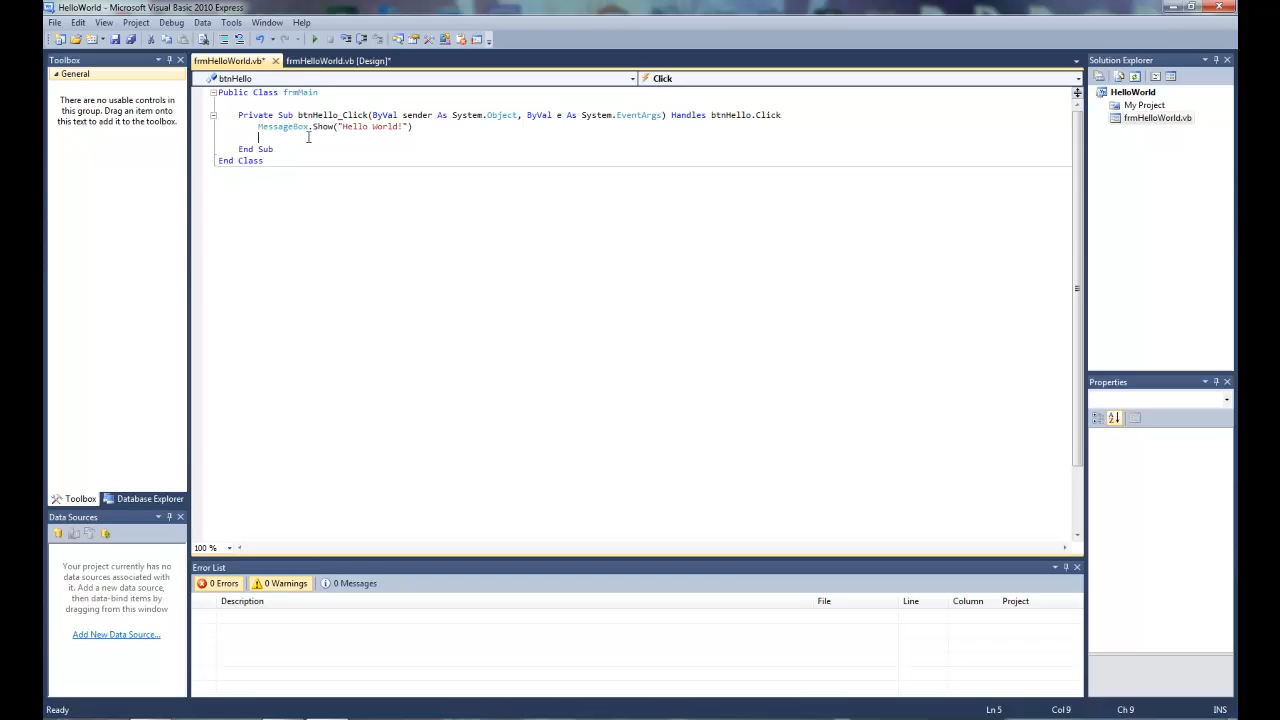 HelloWorld - Microsoft Visual Basic 2010 Express
File Edit View Project Debug Data Tools Window Help
Toolbox
General
There are no usable controls in
this group. Drag an item onto
this text to add it to the toolbox.
Toolbox Database Explorer
Data Sources
Your project currently has no
data sources associated with
it. Add a new data source,
then data-bind items by
dragging from this window
Add New Data Source...
frmHelloWorld.vb* frmHelloWorld.vb [Design]*
btnHello Click
Public Class frmMain
Private Sub btnHello_Click(ByVal sender As System.Object, ByVal e As System.EventArgs) Handles btnHello.Click
MessageBox.Show("Hello World!")
End Sub
End Class
100 %
Error List
0 Errors 0 Warnings 0 Messages
Description File Line Column Project
Solution Explorer
HelloWorld
My Project
frmHelloWorld.vb
Properties
Ready Ln 5 Col 9 Ch 9 INS